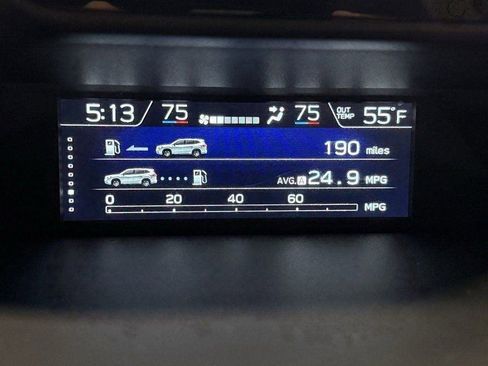 5:13 75 75 OUT TEMP 55°F
190 miles
AVG. A 24.9 MPG
0 20 40 60 MPG